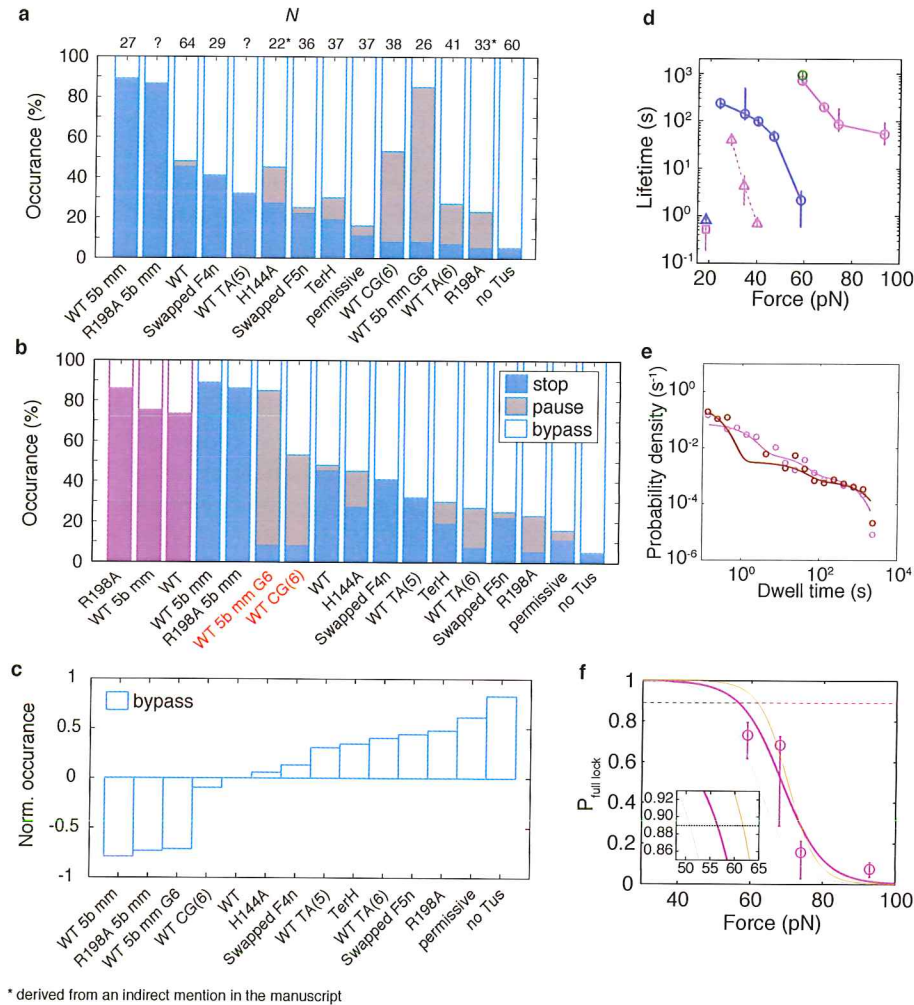 a
N
27 ? 64 29 ? 22* 36 37 37 38 26 41 33* 60
100
80
60
40
20
0
Occurance (%)
WT 5b mm
R198A 5b mm
WT
Swapped F4n
WT TA(5)
H144A
Swapped F5n
TerH
permissive
WT CG(6)
WT 5b mm G6
WT TA(6)
R198A
no Tus
b
100
80
60
40
20
0
Occurance (%)
stop
pause
bypass
R198A
WT 5b mm
WT
WT 5b mm
R198A 5b mm
WT 5b mm G6
WT CG(6)
WT
H144A
Swapped F4n
WT TA(5)
TerH
WT TA(6)
Swapped F5n
R198A
permissive
no Tus
c
1
0.5
0
-0.5
-1
Norm. occurance
bypass
WT 5b mm
R198A 5b mm
WT 5b mm G6
WT CG(6)
WT
H144A
Swapped F4n
WT TA(5)
TerH
WT TA(6)
Swapped F5n
R198A
permissive
no Tus
* derived from an indirect mention in the manuscript
d
10³
10²
10¹
10⁰
10⁻¹
Lifetime (s)
20 40 60 80 100
Force (pN)
e
10⁰
10⁻²
10⁻⁴
10⁻⁶
Probability density (s⁻¹)
10⁰ 10² 10⁴
Dwell time (s)
f
1
0.8
0.6
0.4
0.2
0
P full lock
0.92
0.90
0.88
0.86
50 55 60 65
40 60 80 100
Force (pN)